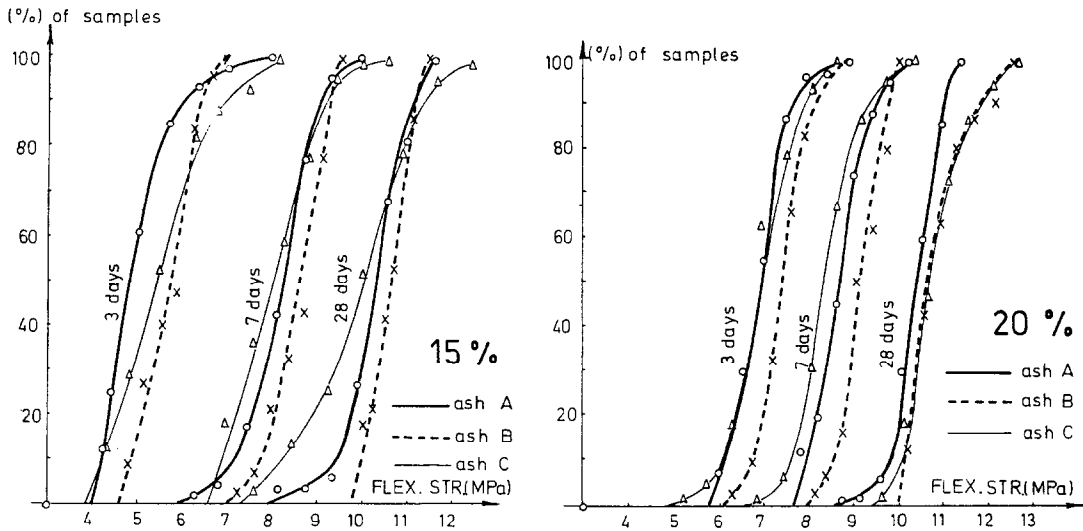 (%) of samples
100
80
60
40
20
0
3 days
7 days
28 days
15 %
ash A
ash B
ash C
FLEX. STR.(MPa)
4 5 6 7 8 9 10 11 12
(%) of samples
100
80
60
40
20
0
3 days
7 days
28 days
20 %
ash A
ash B
ash C
FLEX. STR.(MPa)
4 5 6 7 8 9 10 11 12 13